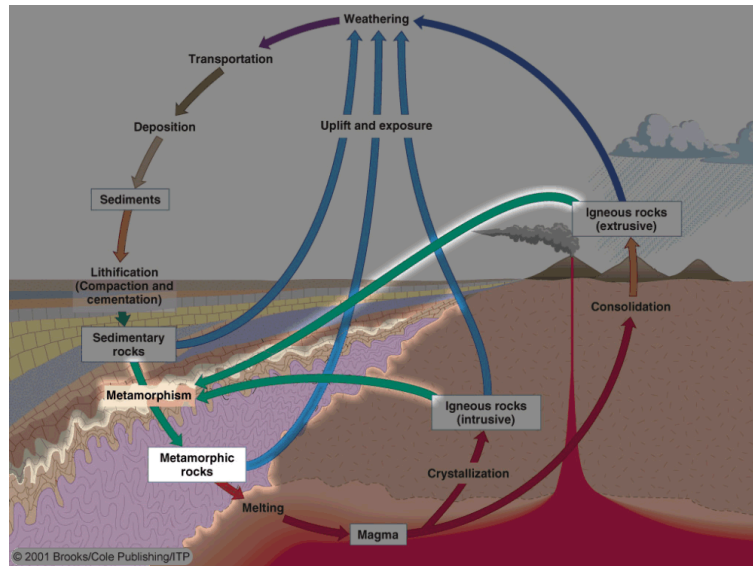 Weathering
Transportation
Deposition
Uplift and exposure
Sediments
Igneous rocks
(extrusive)
Lithification
(Compaction and
cementation)
Consolidation
Sedimentary
rocks
Metamorphism
Igneous rocks
(intrusive)
Metamorphic
rocks
Crystallization
Melting
Magma
© 2001 Brooks/Cole Publishing/ITP